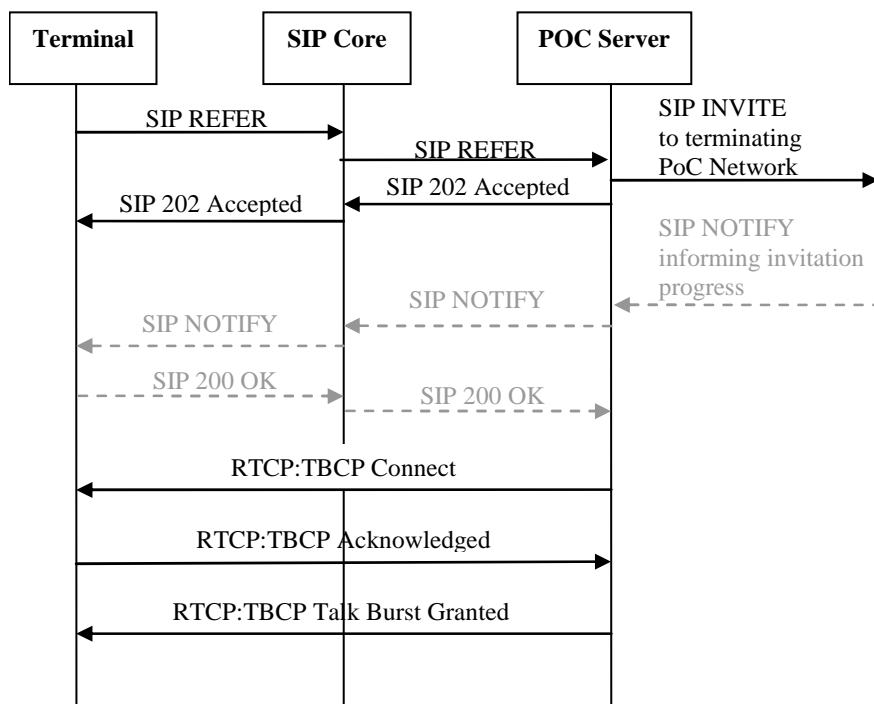 Terminal
SIP Core
POC Server
SIP REFER
SIP INVITE
to terminating
PoC Network
SIP REFER
SIP 202 Accepted
SIP 202 Accepted
SIP NOTIFY
informing invitation
progress
SIP NOTIFY
SIP NOTIFY
SIP 200 OK
SIP 200 OK
RTCP:TBCP Connect
RTCP:TBCP Acknowledged
RTCP:TBCP Talk Burst Granted